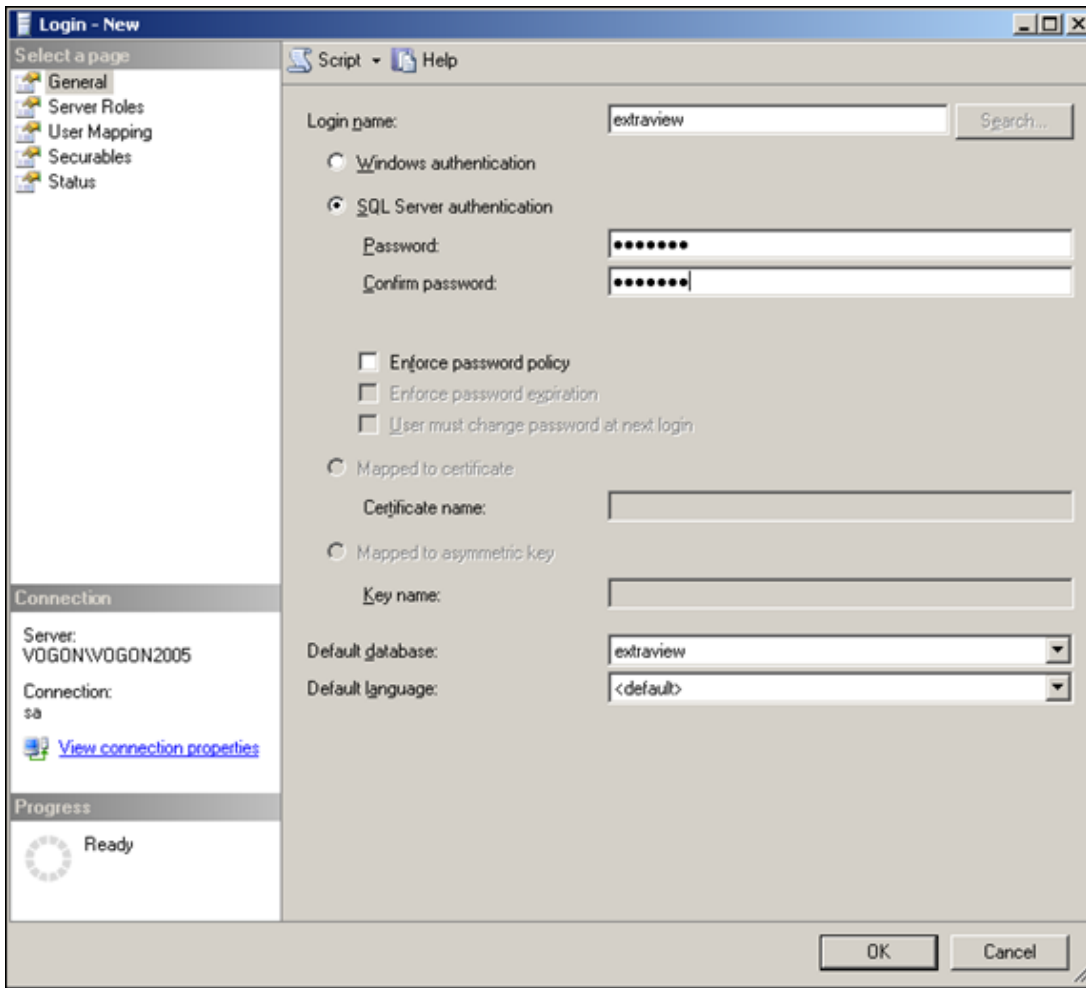 Login - New
Select a page
General
Server Roles
User Mapping
Securables
Status
Script Help
Login name: extraview Search...
Windows authentication
SQL Server authentication
Password: •••••••
Confirm password: •••••••
Enforce password policy
Enforce password expiration
User must change password at next login
Mapped to certificate
Certificate name:
Mapped to asymmetric key
Key name:
Default database: extraview
Default language: <default>
Connection
Server:
VOGON\VOGON2005
Connection:
sa
View connection properties
Progress
Ready
OK Cancel